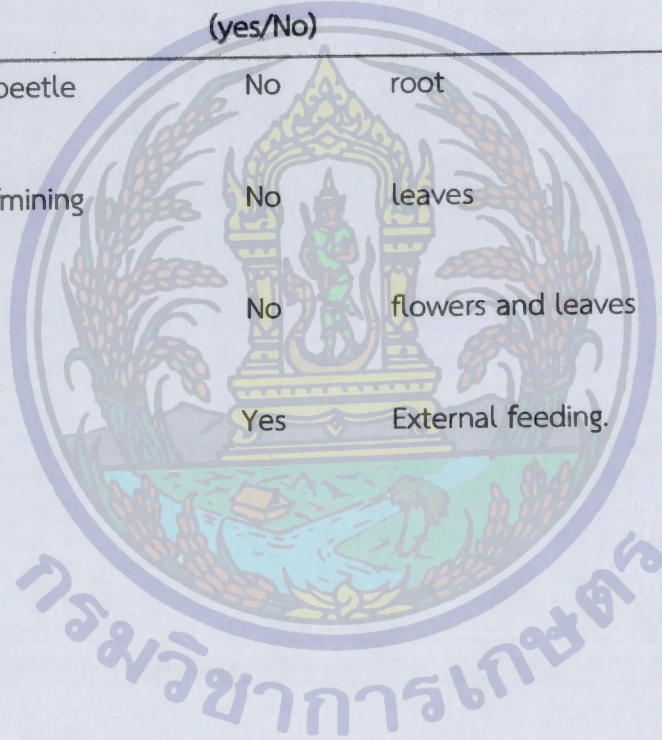 (yes/No)
beetle No root
mining No leaves
No flowers and leaves
Yes External feeding.
กรมวิชาการเกษตร